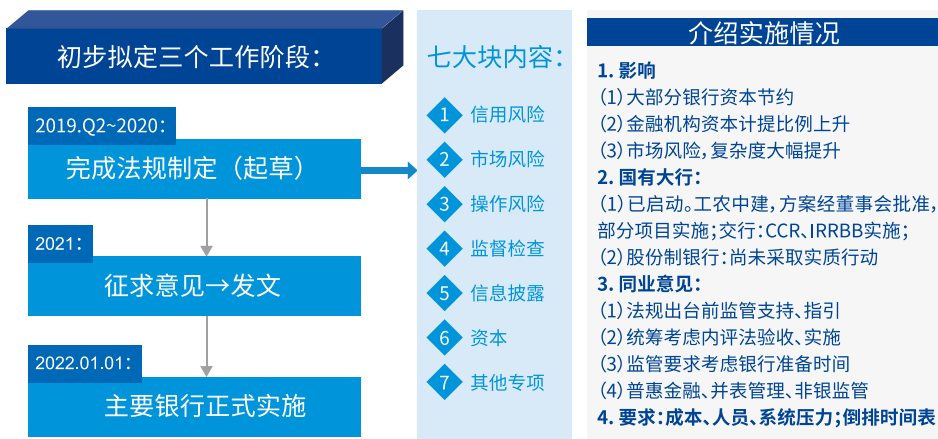 初步拟定三个工作阶段：
2019.Q2~2020：
完成法规制定（起草）
2021：
征求意见→发文
2022.01.01：
主要银行正式实施
七大块内容：
1 信用风险
2 市场风险
3 操作风险
4 监督检查
5 信息披露
6 资本
7 其他专项
介绍实施情况
1. 影响
（1）大部分银行资本节约
（2）金融机构资本计提比例上升
（3）市场风险，复杂度大幅提升
2. 国有大行：
（1）已启动。工农中建，方案经董事会批准，
部分项目实施；交行：CCR、IRRBB实施；
（2）股份制银行：尚未采取实质行动
3. 同业意见：
（1）法规出台前监管支持、指引
（2）统筹考虑内评法验收、实施
（3）监管要求考虑银行准备时间
（4）普惠金融、并表管理、非银监管
4. 要求：成本、人员、系统压力；倒排时间表